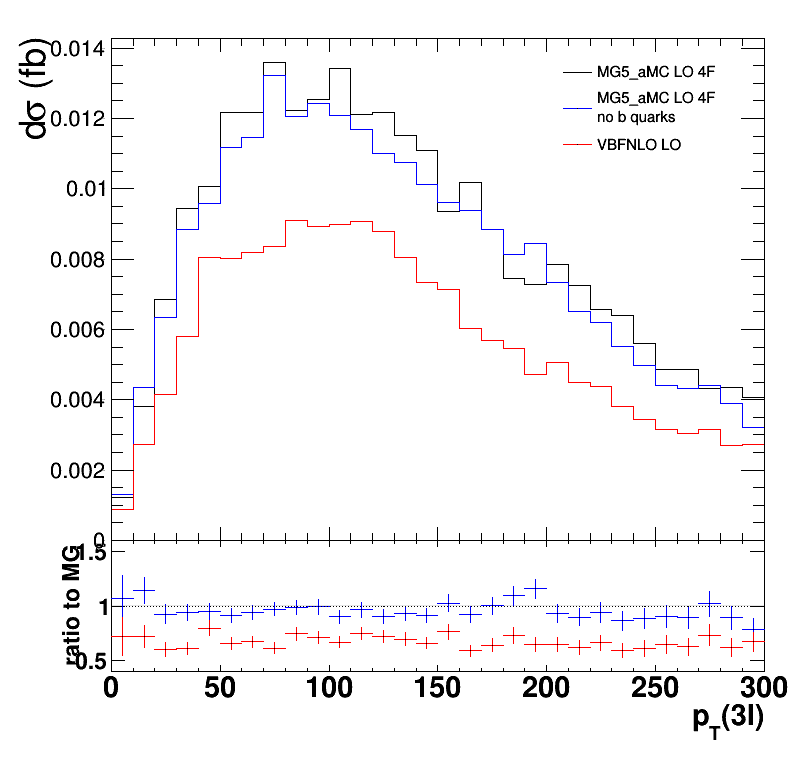 dσ (fb)
0.014
0.012
0.01
0.008
0.006
0.004
0.002
0
MG5_aMC LO 4F
MG5_aMC LO 4F
no b quarks
VBFNLO LO
ratio to MG
1.5
1
0.5
0 50 100 150 200 250 300
p_T(3l)